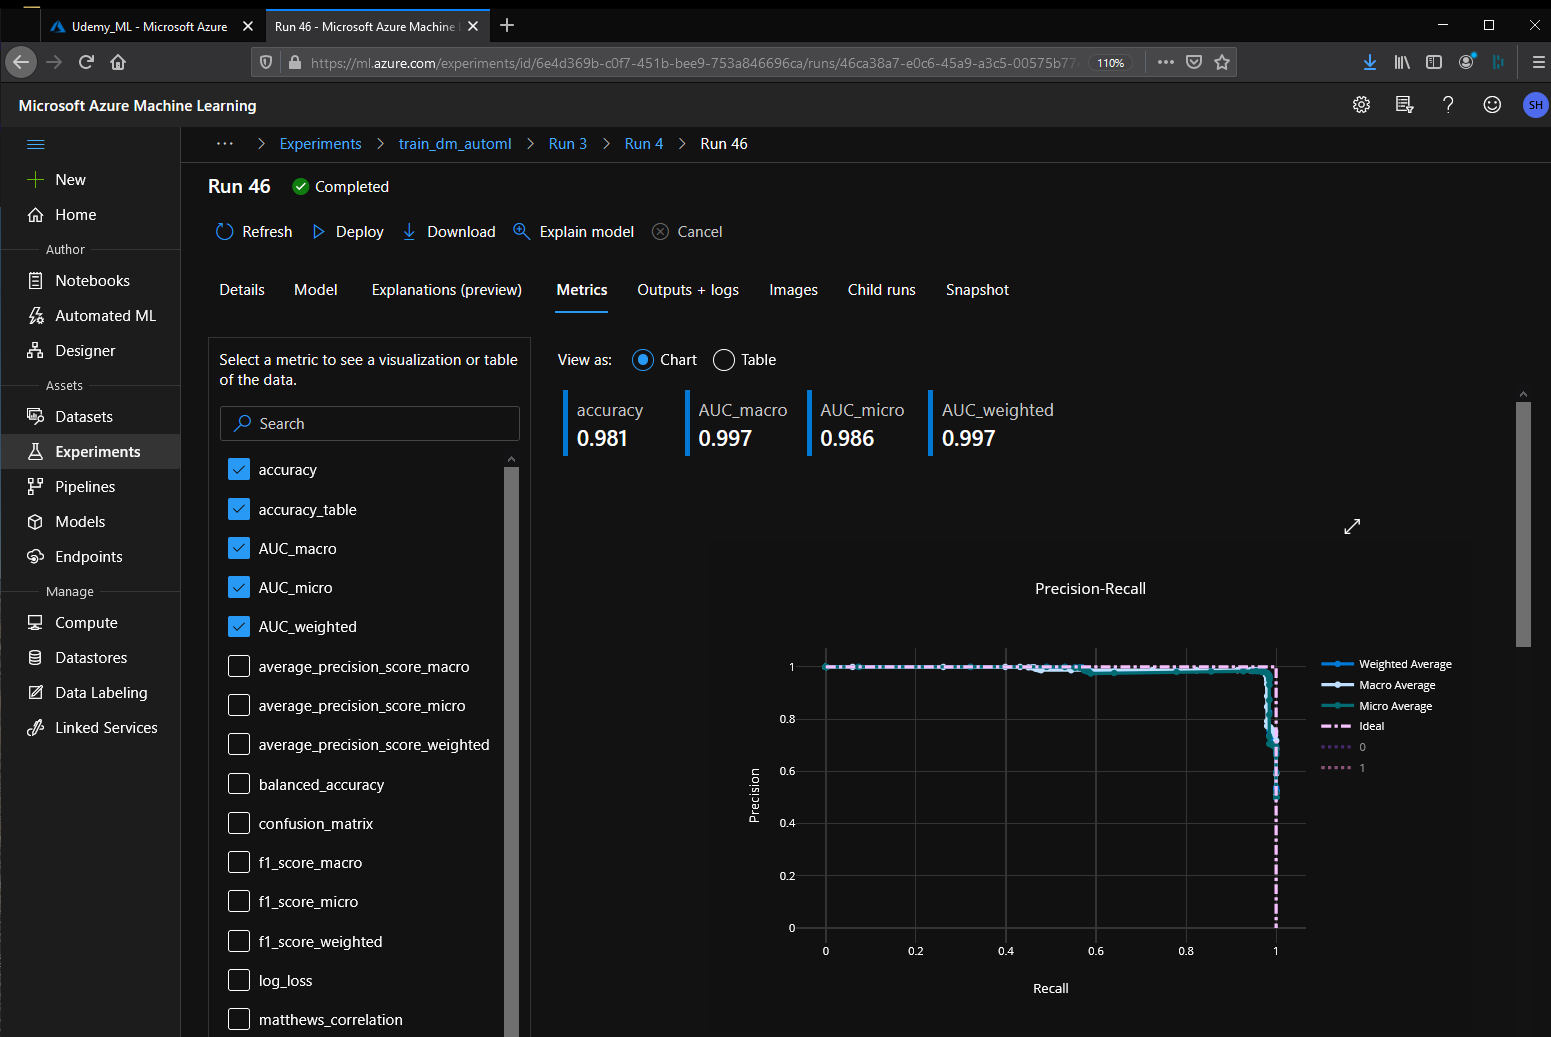 Udemy_ML - Microsoft Azure
Run 46 - Microsoft Azure Machine
https://ml.azure.com/experiments/id/6e4d369b-c0f7-451b-bee9-753a846696ca/runs/46ca38a7-e0c6-45a9-a3c5-00575b77
110%
Microsoft Azure Machine Learning
SH
New
Home
Author
Notebooks
Automated ML
Designer
Assets
Datasets
Experiments
Pipelines
Models
Endpoints
Manage
Compute
Datastores
Data Labeling
Linked Services
... > Experiments > train_dm_automl > Run 3 > Run 4 > Run 46
Run 46 Completed
Refresh Deploy Download Explain model Cancel
Details Model Explanations (preview) Metrics Outputs + logs Images Child runs Snapshot
Select a metric to see a visualization or table
of the data.
Search
accuracy
accuracy_table
AUC_macro
AUC_micro
AUC_weighted
average_precision_score_macro
average_precision_score_micro
average_precision_score_weighted
balanced_accuracy
confusion_matrix
f1_score_macro
f1_score_micro
f1_score_weighted
log_loss
matthews_correlation
View as: Chart Table
accuracy AUC_macro AUC_micro AUC_weighted
0.981 0.997 0.986 0.997
Precision-Recall
1
0.8
0.6
0.4
0.2
0
Precision
0 0.2 0.4 0.6 0.8 1
Recall
Weighted Average
Macro Average
Micro Average
Ideal
0
1